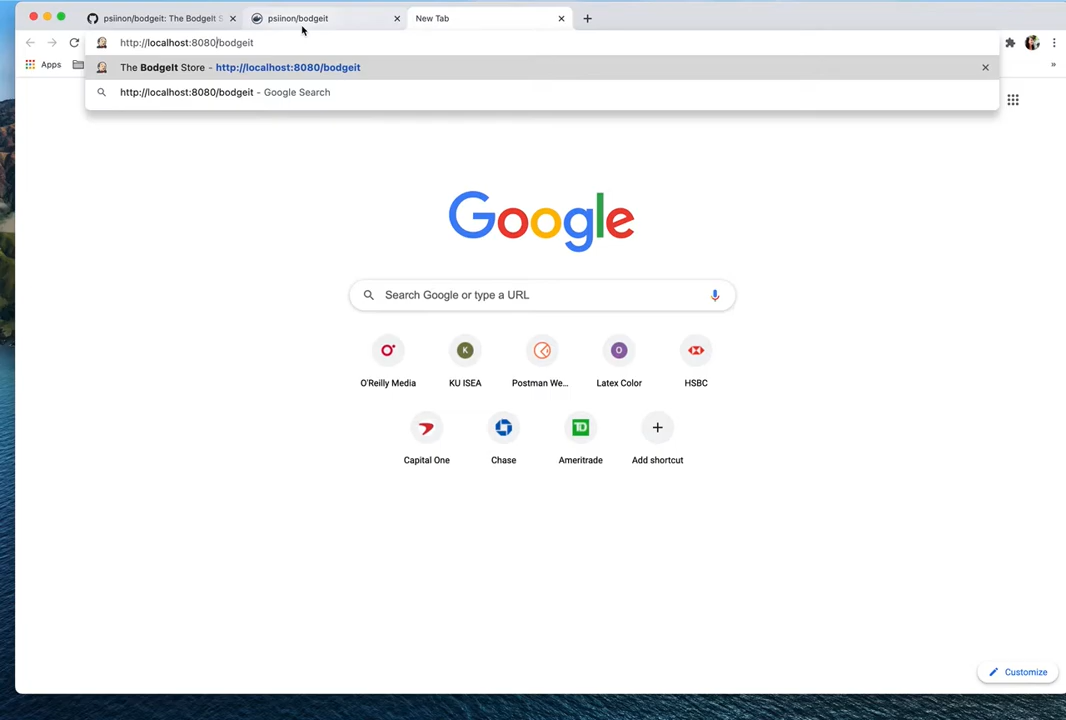 psiinon/bodgeit: The BodgeIt S
psiinon/bodgeit
New Tab
http://localhost:8080/bodgeit
Apps
The BodgeIt Store - http://localhost:8080/bodgeit
http://localhost:8080/bodgeit - Google Search
Google
Search Google or type a URL
O
K
O
O'Reilly Media
KU ISEA
Postman We...
Latex Color
HSBC
TD
Capital One
Chase
Ameritrade
Add shortcut
Customize